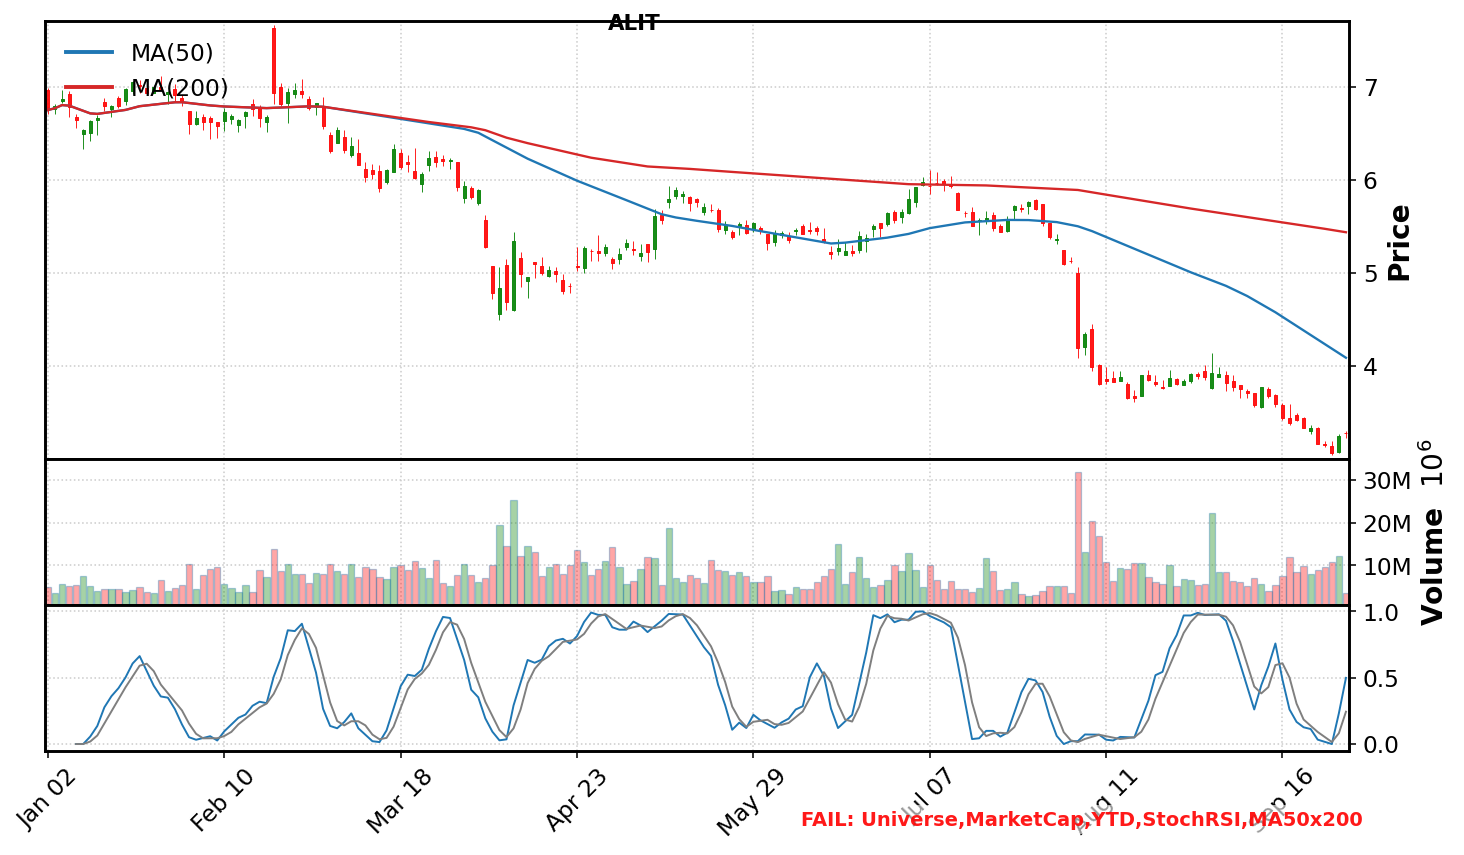 ALIT
MA(50)
MA(200)
7
6
5
4
Price
30M
20M
10M
Volume 10^6
1.0
0.5
0.0
Jan 02
Feb 10
Mar 18
Apr 23
May 29
Jul 07
Aug 11
Sep 16
FAIL: Universe,MarketCap,YTD,StochRSI,MA50x200